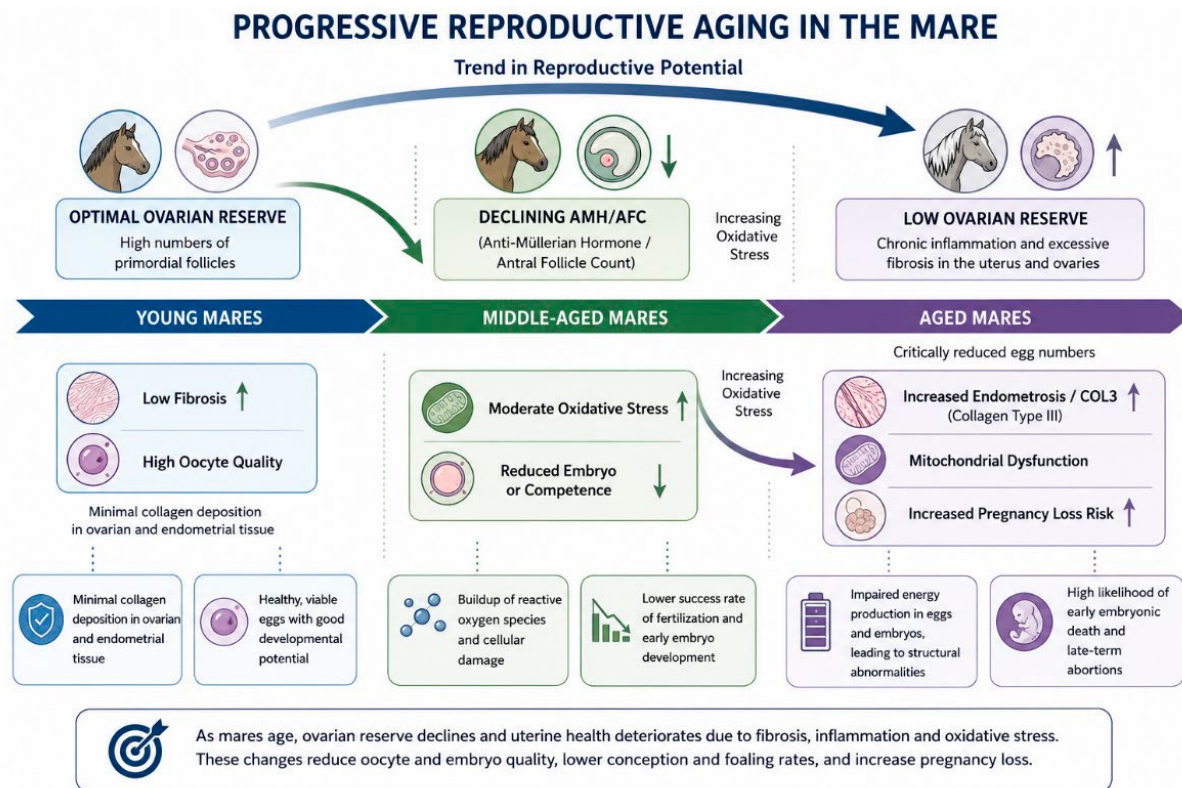 PROGRESSIVE REPRODUCTIVE AGING IN THE MARE
Trend in Reproductive Potential
OPTIMAL OVARIAN RESERVE
High numbers of
primordial follicles
DECLINING AMH/AFC
(Anti-Müllerian Hormone /
Antral Follicle Count)
Increasing
Oxidative
Stress
LOW OVARIAN RESERVE
Chronic inflammation and excessive
fibrosis in the uterus and ovaries
YOUNG MARES
MIDDLE-AGED MARES
AGED MARES
Low Fibrosis
High Oocyte Quality
Minimal collagen deposition
in ovarian and endometrial tissue
Moderate Oxidative Stress
Reduced Embryo
or Competence
Increasing
Oxidative
Stress
Critically reduced egg numbers
Increased Endometrosis / COL3
(Collagen Type III)
Mitochondrial Dysfunction
Increased Pregnancy Loss Risk
Minimal collagen
deposition in ovarian
and endometrial
tissue
Healthy, viable
eggs with good
developmental
potential
Buildup of reactive
oxygen species
and cellular
damage
Lower success rate
of fertilization and
early embryo
development
Impaired energy
production in eggs
and embryos,
leading to structural
abnormalities
High likelihood of
early embryonic
death and
late-term
abortions
As mares age, ovarian reserve declines and uterine health deteriorates due to fibrosis, inflammation and oxidative stress.
These changes reduce oocyte and embryo quality, lower conception and foaling rates, and increase pregnancy loss.